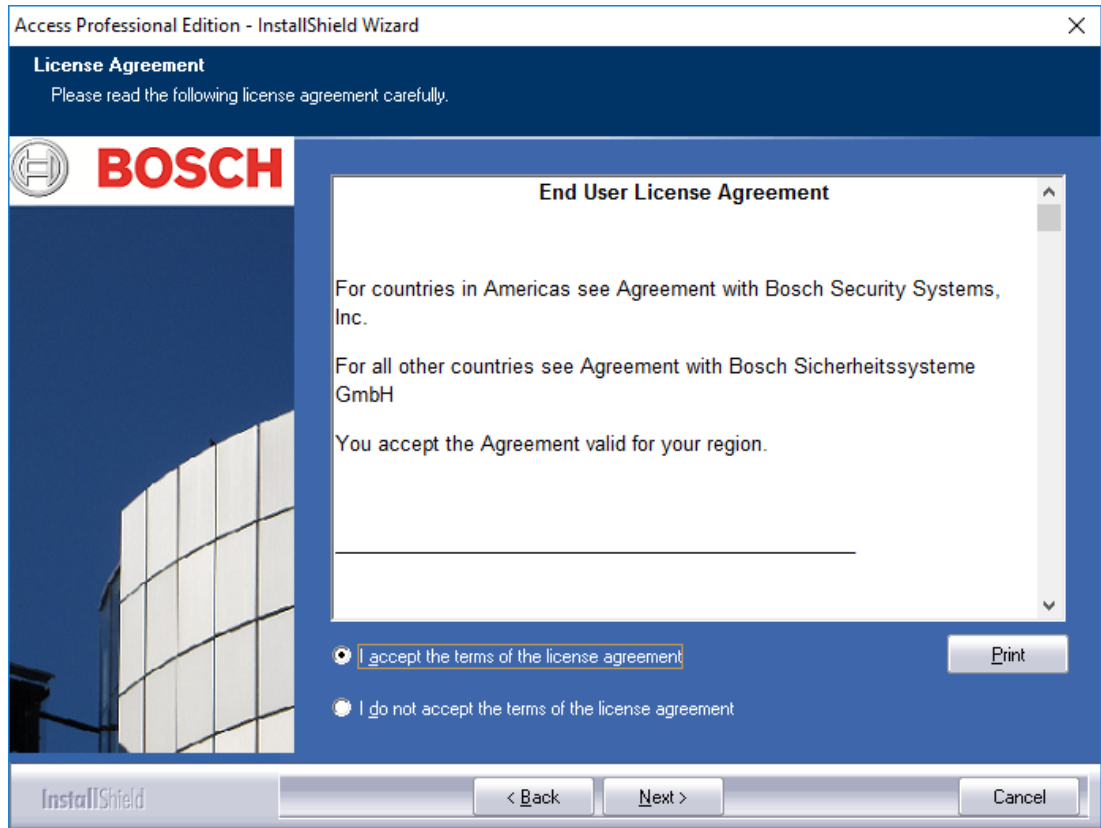 Access Professional Edition - InstallShield Wizard
License Agreement
Please read the following license agreement carefully.
BOSCH
End User License Agreement
For countries in Americas see Agreement with Bosch Security Systems,
Inc.
For all other countries see Agreement with Bosch Sicherheitssysteme
GmbH
You accept the Agreement valid for your region.
I accept the terms of the license agreement
Print
I do not accept the terms of the license agreement
InstallShield
< Back
Next >
Cancel